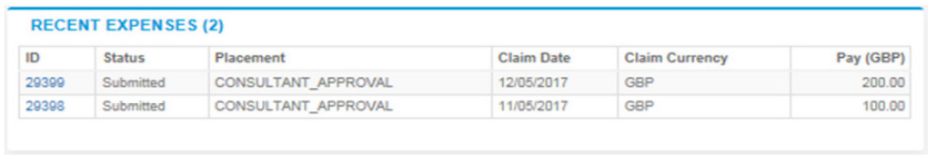 RECENT EXPENSES (2)
ID Status Placement Claim Date Claim Currency Pay (GBP)
29399 Submitted CONSULTANT_APPROVAL 12/05/2017 GBP 200.00
29398 Submitted CONSULTANT_APPROVAL 11/05/2017 GBP 100.00